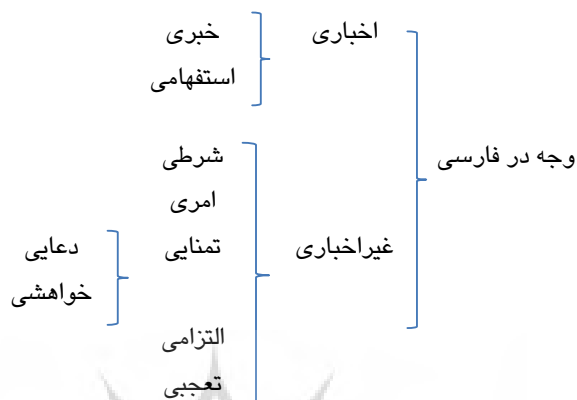 خبری
اخباری
استفهامی
شرطی
وجه در فارسی
امری
غیراخباری
تمنایی
دعایی
خواهشی
التزامی
تعجبی